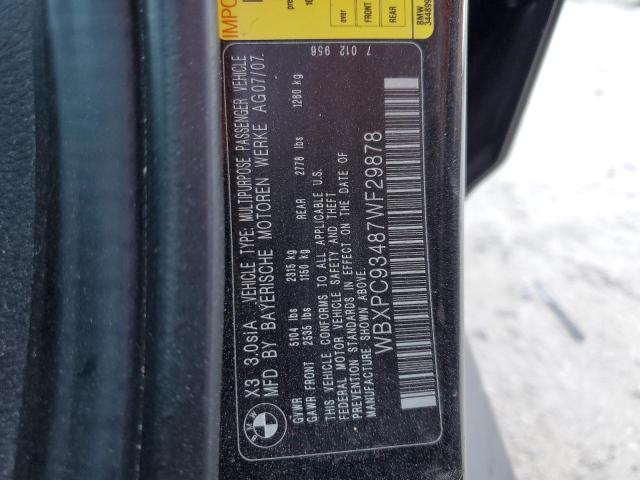 X3 3.0siA VEHICLE TYPE: MULTIPURPOSE PASSENGER VEHICLE
MFD BY BAYERISCHE MOTOREN WERKE AG07/07.
GVWR 5104 lbs 2315 kg
GAWR FRONT 2535 lbs 1150 kg REAR 2778 lbs 1260 kg
THIS VEHICLE CONFORMS TO ALL APPLICABLE U.S.
FEDERAL MOTOR VEHICLE SAFETY AND THEFT
PREVENTION STANDARDS IN EFFECT ON THE DATE OF
MANUFACTURE SHOWN ABOVE.
WBXPC93487WF29878
7 012 956
BMW
IMPO
over
FRONT
REAR
BMW